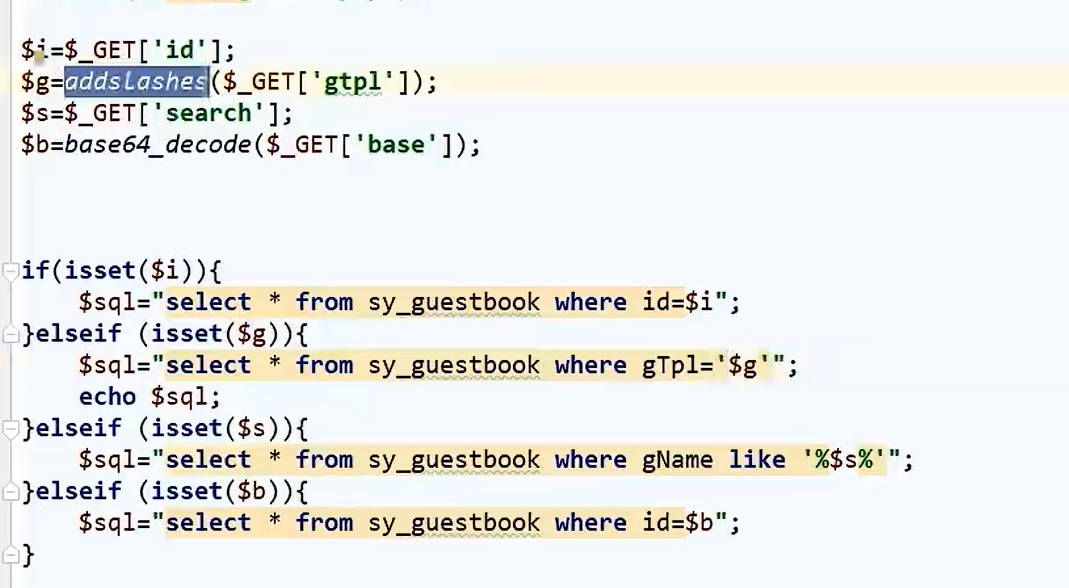 $i=$_GET['id'];
$g=addslashes($_GET['gtpl']);
$s=$_GET['search'];
$b=base64_decode($_GET['base']);
if(isset($i)){
    $sql="select * from sy_guestbook where id=$i";
}elseif (isset($g)){
    $sql="select * from sy_guestbook where gTpl='$g'";
    echo $sql;
}elseif (isset($s)){
    $sql="select * from sy_guestbook where gName like '%$s%'";
}elseif (isset($b)){
    $sql="select * from sy_guestbook where id=$b";
}